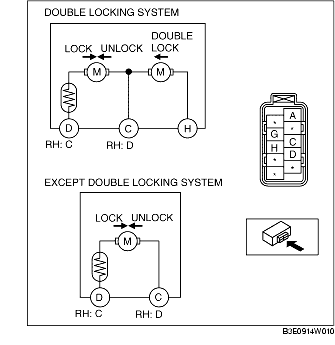 DOUBLE LOCKING SYSTEM
DOUBLE
LOCK UNLOCK LOCK
M M
D C H
RH: C RH: D
A
G
C
H
D
EXCEPT DOUBLE LOCKING SYSTEM
LOCK UNLOCK
M
D C
RH: C RH: D
B3E0914W010